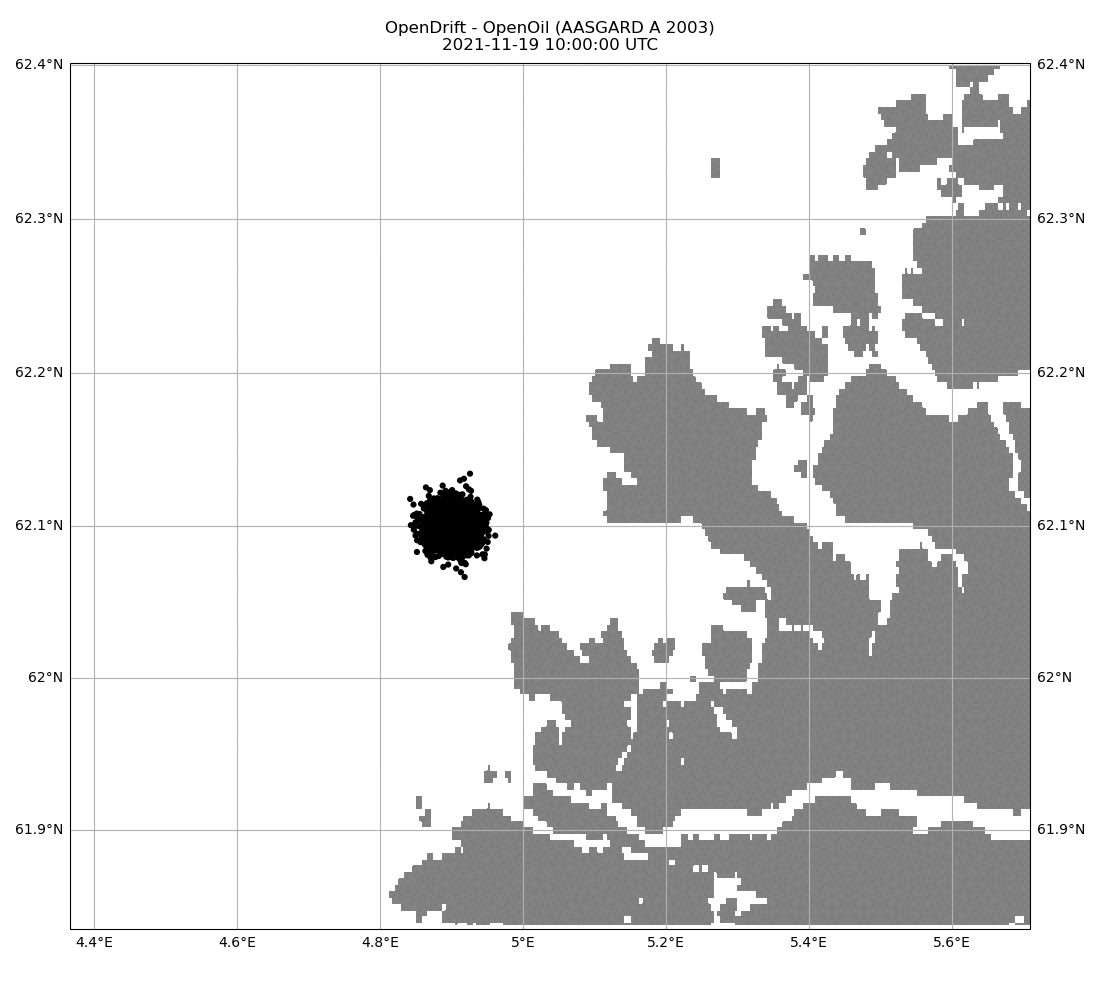 OpenDrift - OpenOil (AASGARD A 2003)
2021-11-19 10:00:00 UTC
62.4°N 62.4°N
62.3°N 62.3°N
62.2°N 62.2°N
62.1°N 62.1°N
62°N 62°N
61.9°N 61.9°N
4.4°E 4.6°E 4.8°E 5°E 5.2°E 5.4°E 5.6°E